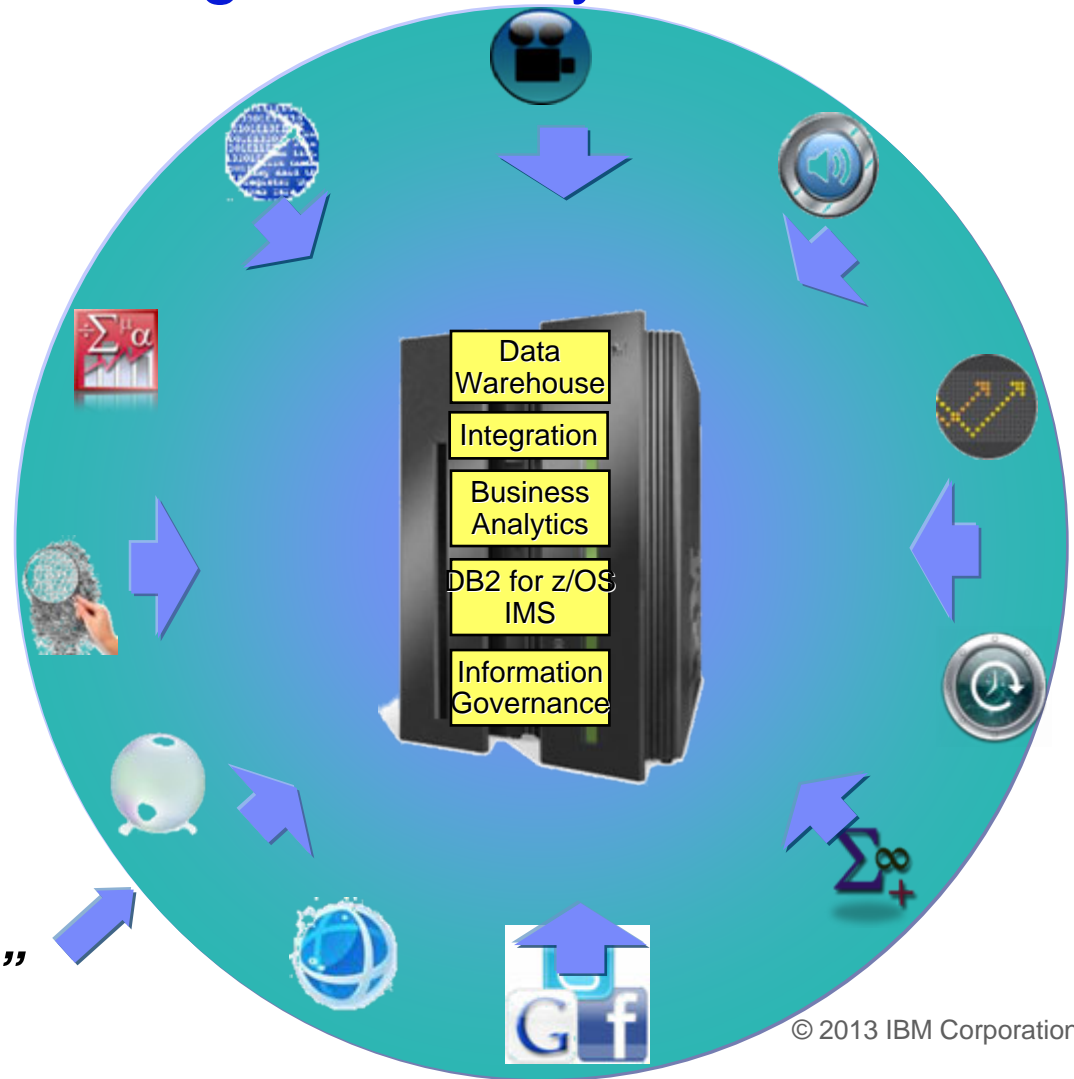 Data
Warehouse
Integration
Business
Analytics
DB2 for z/OS
IMS
Information
Governance
”
G f
© 2013 IBM Corporation